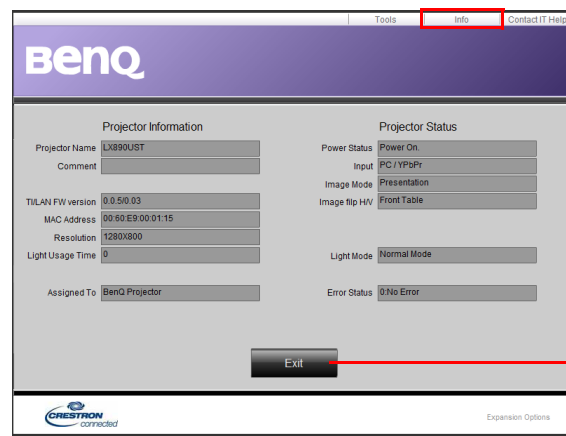 Tools Info Contact IT Help
BenQ
Projector Information Projector Status
Projector Name LX890UST Power Status Power On.
Comment Input PC / YPbPr
Image Mode Presentation
TI/LAN FW version 0.0.5/0.03 Image filp H/V Front Table
MAC Address 00:60:E9:00:01:15
Resolution 1280X800
Light Usage Time 0 Light Mode Normal Mode
Assigned To BenQ Projector Error Status 0:No Error
Exit
CRESTRON
connected
Expansion Options